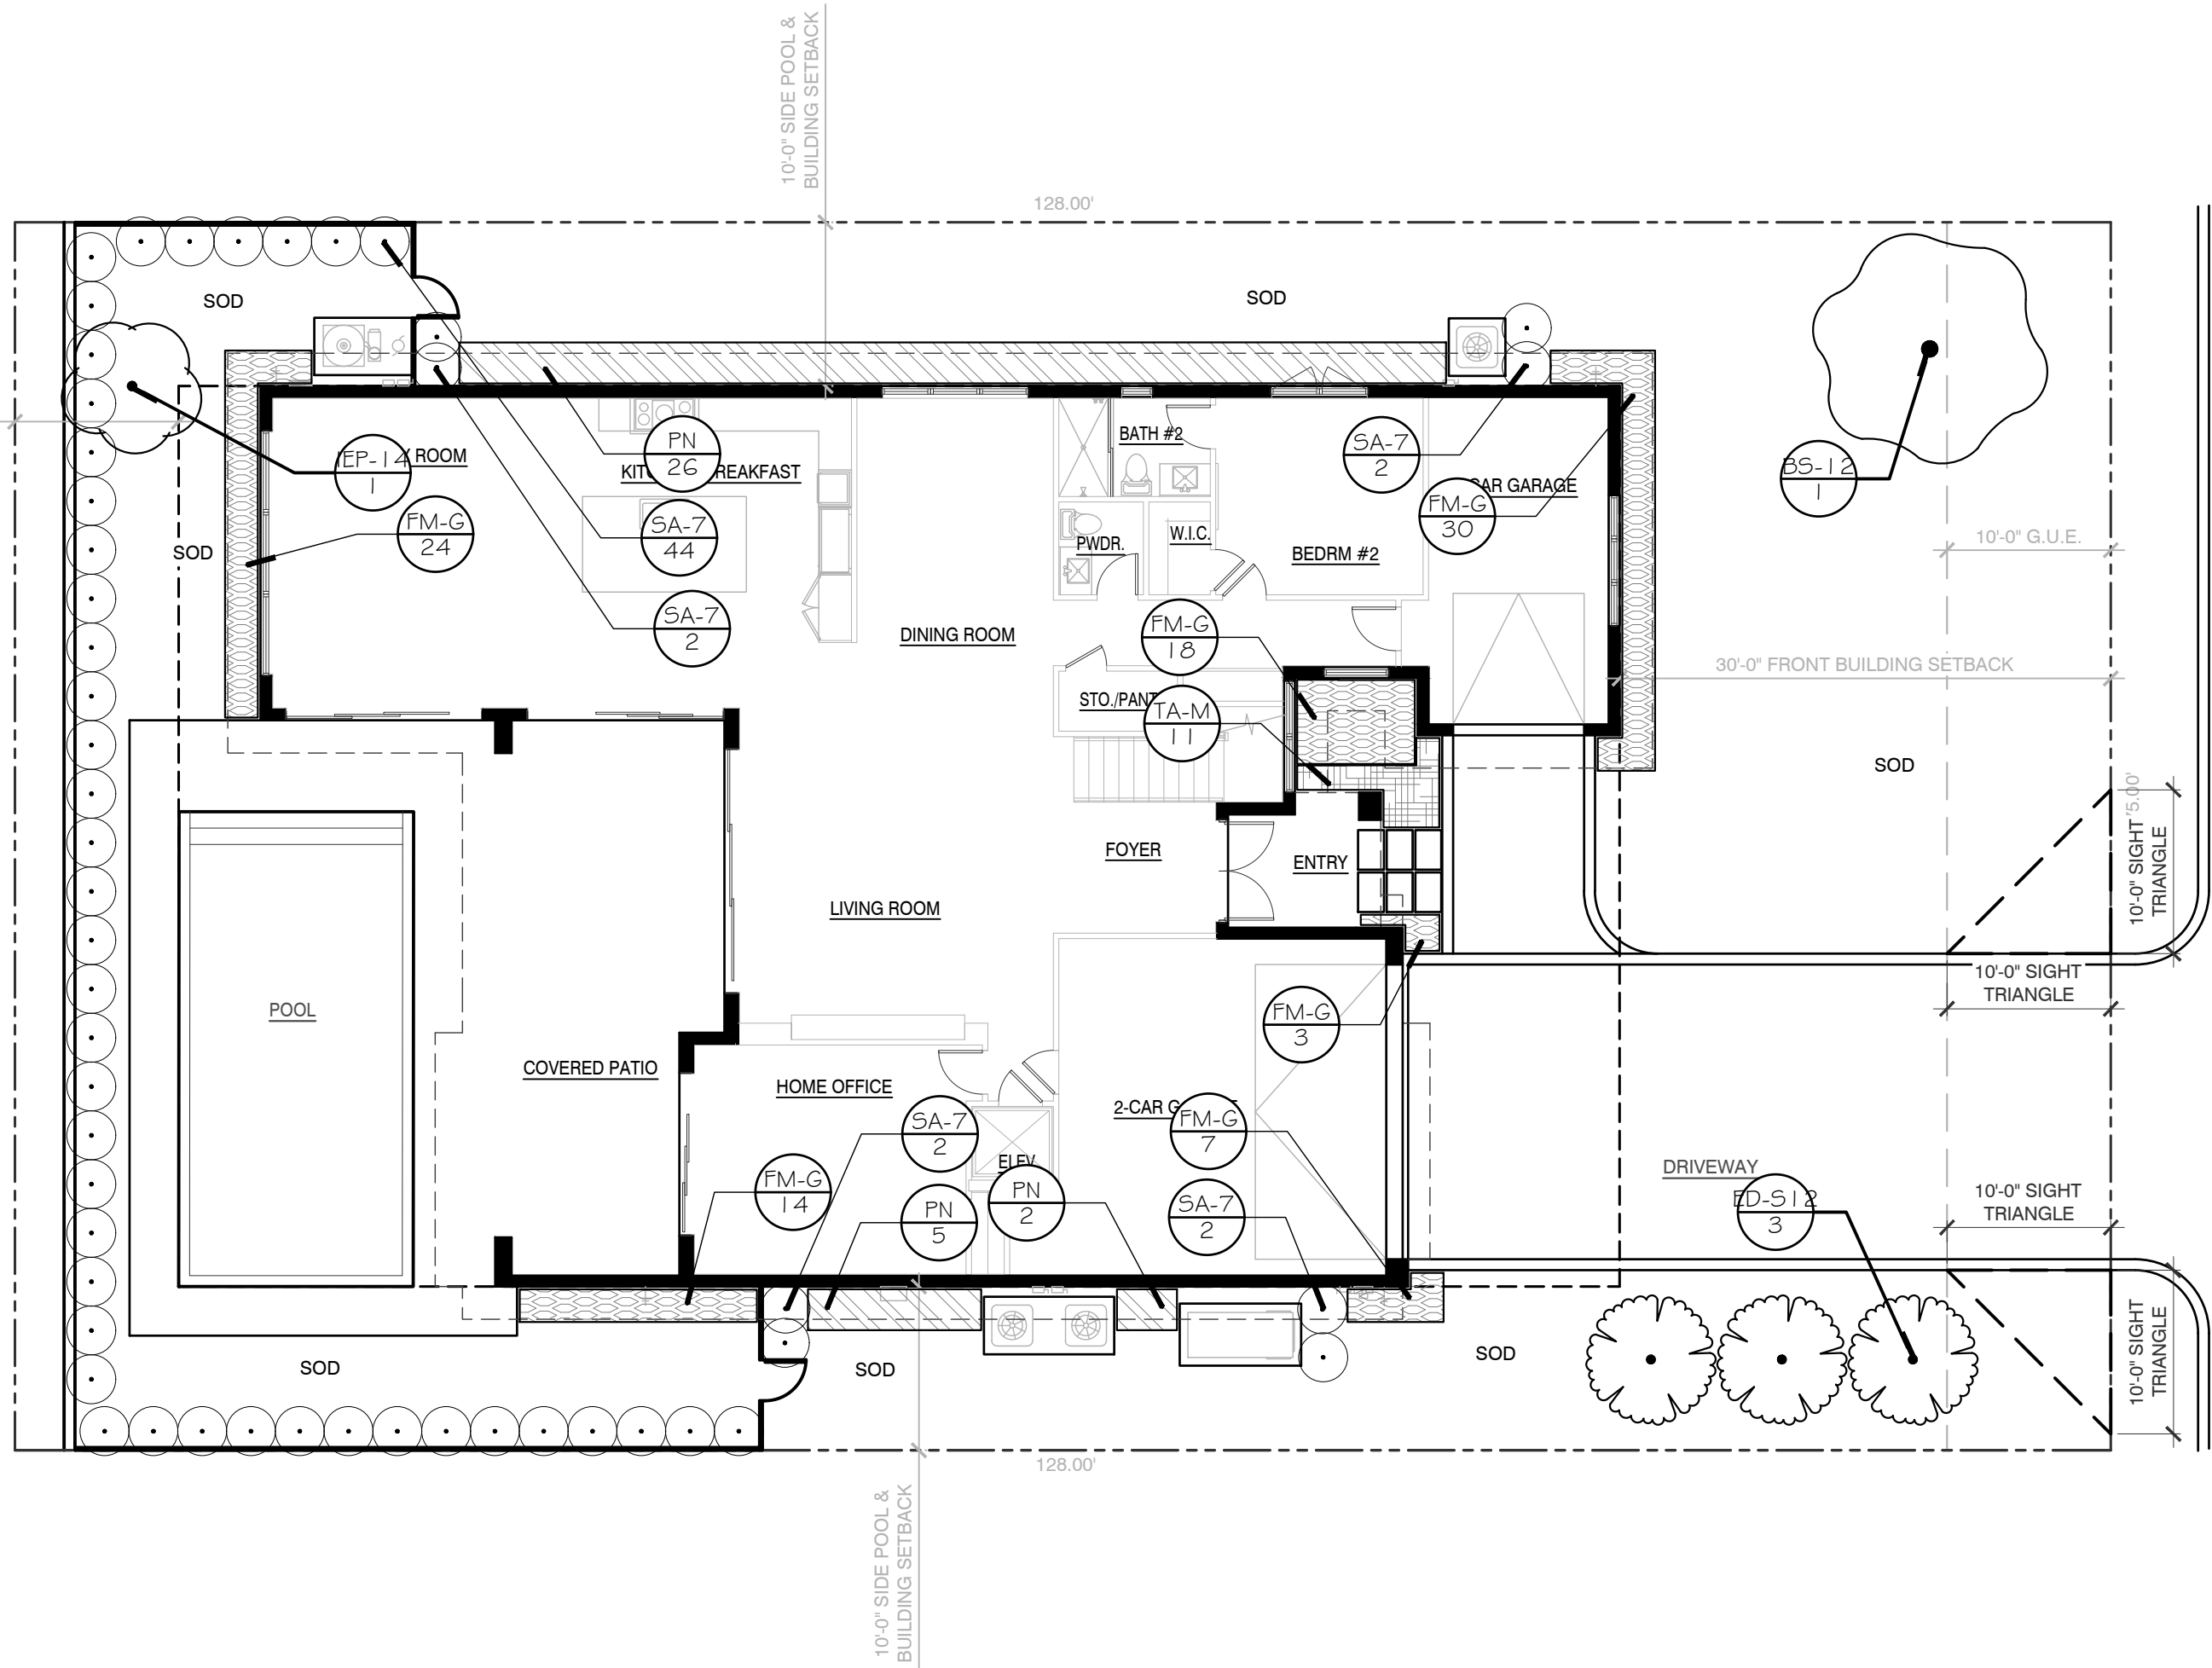 10'-0" SIDE POOL &
BUILDING SETBACK
128.00'
SOD
SOD
BATH #2
PN
26
SA-7
2
IEP-14
1
ROOM
BS-12
1
CAR GARAGE
FM-G
30
FM-G
24
SA-7
44
W.I.C.
PWDR.
BEDRM #2
SOD
10'-0" G.U.E.
SA-7
2
DINING ROOM
FM-G
18
30'-0" FRONT BUILDING SETBACK
STO./PANT
TA-M
11
SOD
75.00'
10'-0" SIGHT
TRIANGLE
FOYER
ENTRY
LIVING ROOM
10'-0" SIGHT
TRIANGLE
POOL
FM-G
3
COVERED PATIO
HOME OFFICE
2-CAR G
FM-G
7
SA-7
2
ELEV.
DRIVEWAY
FM-G
14
PN
5
PN
2
SA-7
2
ED-S12
3
10'-0" SIGHT
TRIANGLE
SOD
SOD
SOD
10'-0" SIGHT
TRIANGLE
128.00'
10'-0" SIDE POOL &
BUILDING SETBACK